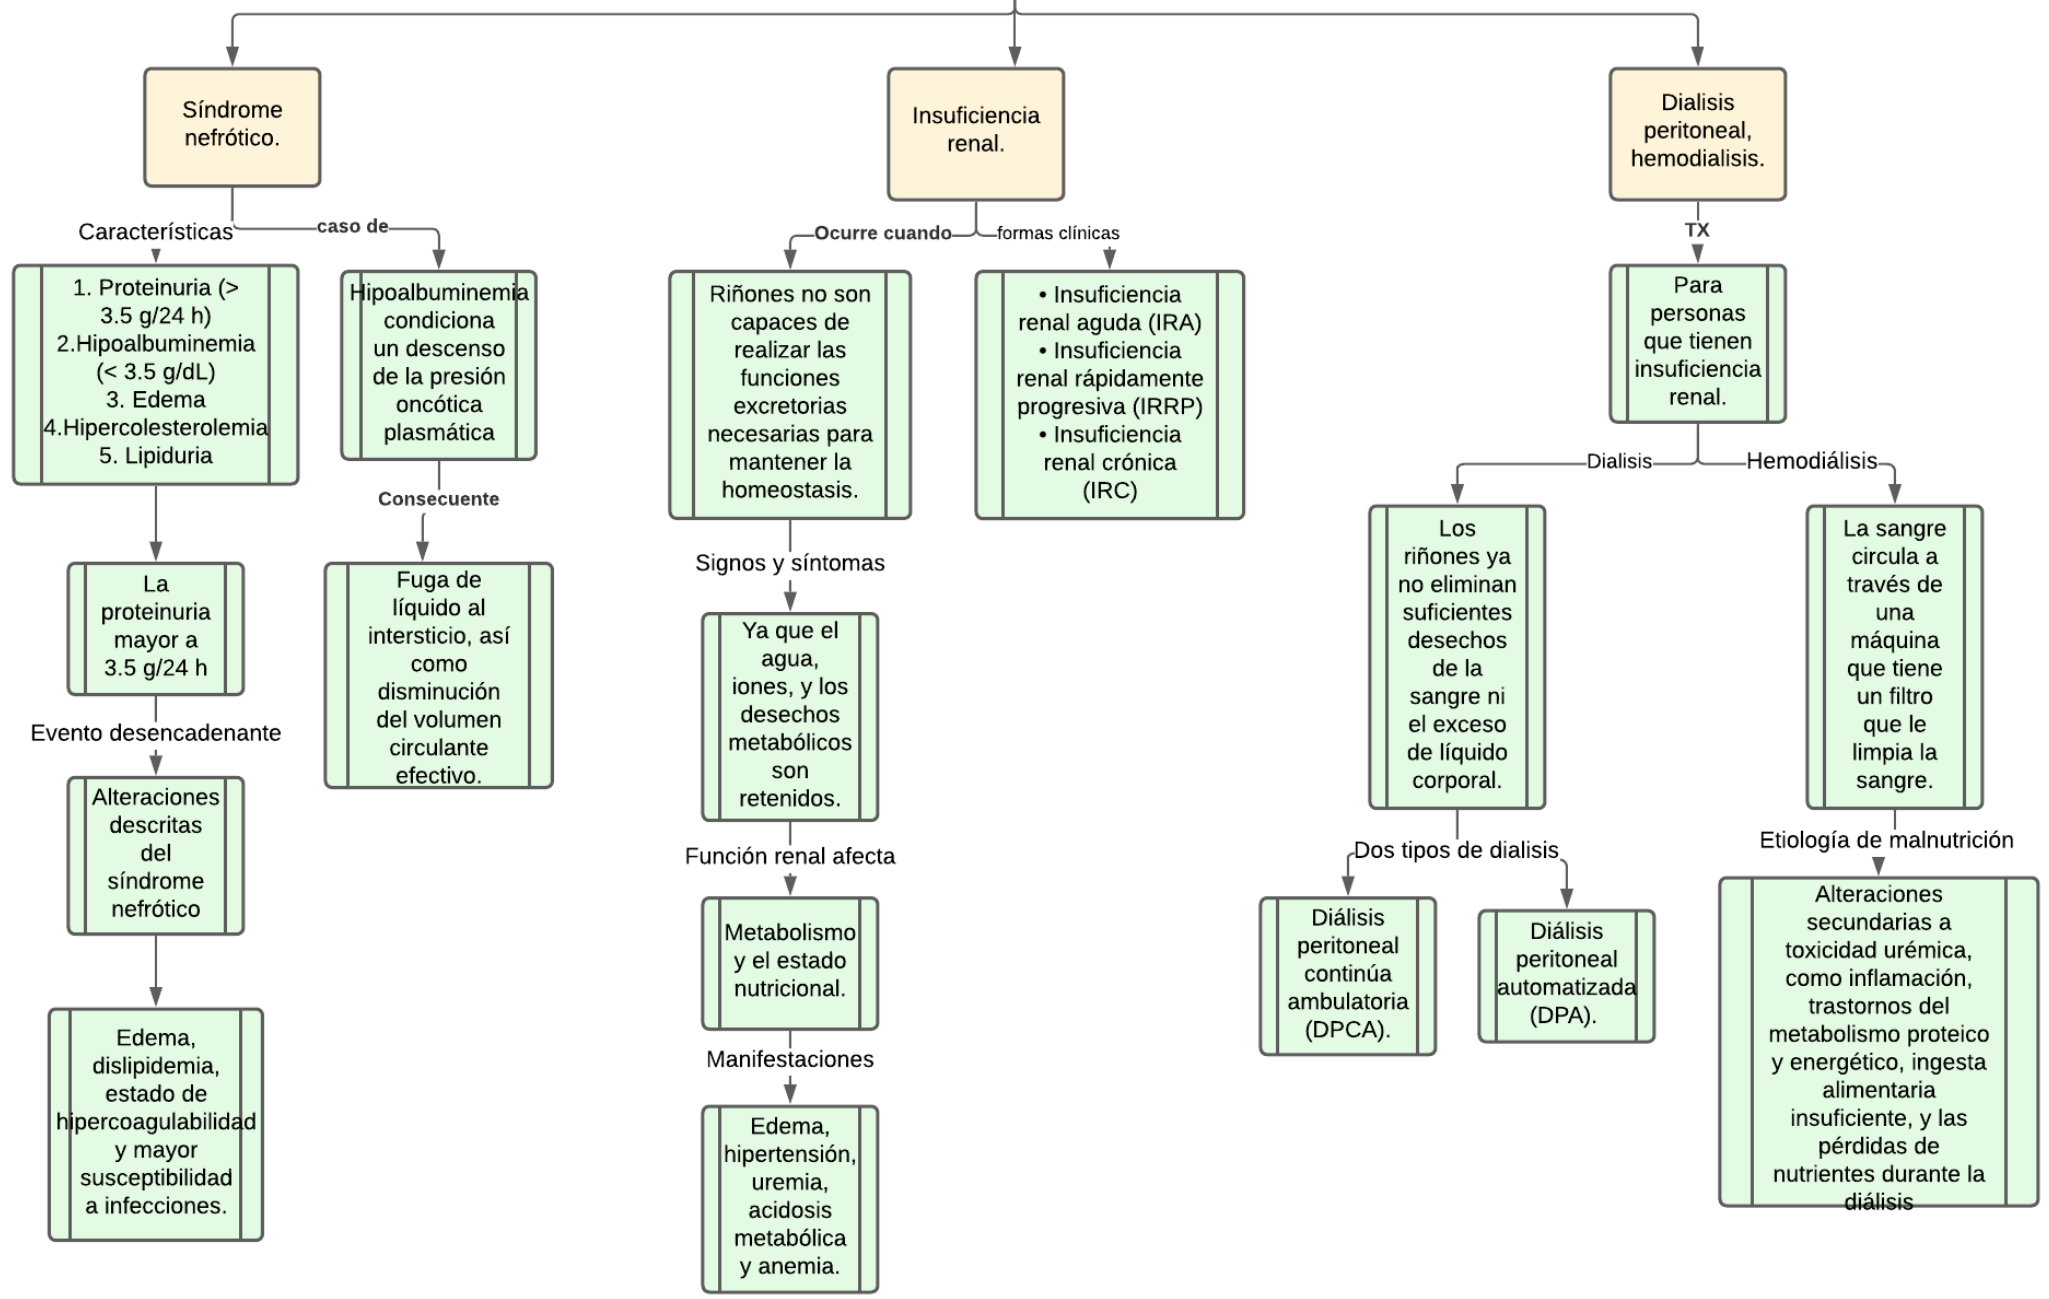 Síndrome
nefrótico.
Características
caso de
1. Proteinuria (>
3.5 g/24 h)
2.Hipoalbuminemia
(< 3.5 g/dL)
3. Edema
4.Hipercolesterolemia
5. Lipiduria
La
proteinuria
mayor a
3.5 g/24 h
Evento desencadenante
Alteraciones
descritas
del
síndrome
nefrótico
Edema,
dislipidemia,
estado de
hipercoagulabilidad
y mayor
susceptibilidad
a infecciones.
Hipoalbuminemia
condiciona
un descenso
de la presión
oncótica
plasmática
Consecuente
Fuga de
líquido al
intersticio, así
como
disminución
del volumen
circulante
efectivo.
Insuficiencia
renal.
Ocurre cuando
formas clínicas
Riñones no son
capaces de
realizar las
funciones
excretorias
necesarias para
mantener la
homeostasis.
Signos y síntomas
Ya que el
agua,
iones, y los
desechos
metabólicos
son
retenidos.
Función renal afecta
Metabolismo
y el estado
nutricional.
Manifestaciones
Edema,
hipertensión,
uremia,
acidosis
metabólica
y anemia.
• Insuficiencia
renal aguda (IRA)
• Insuficiencia
renal rápidamente
progresiva (IRRP)
• Insuficiencia
renal crónica
(IRC)
Dialisis
peritoneal,
hemodialisis.
TX
Para
personas
que tienen
insuficiencia
renal.
Dialisis
Hemodiálisis
Los
riñones ya
no eliminan
suficientes
desechos
de la
sangre ni
el exceso
de líquido
corporal.
Dos tipos de dialisis
Diálisis
peritoneal
continúa
ambulatoria
(DPCA).
Diálisis
peritoneal
automatizada
(DPA).
La sangre
circula a
través de
una
máquina
que tiene
un filtro
que le
limpia la
sangre.
Etiología de malnutrición
Alteraciones
secundarias a
toxicidad urémica,
como inflamación,
trastornos del
metabolismo proteico
y energético, ingesta
alimentaria
insuficiente, y las
pérdidas de
nutrientes durante la
diálisis